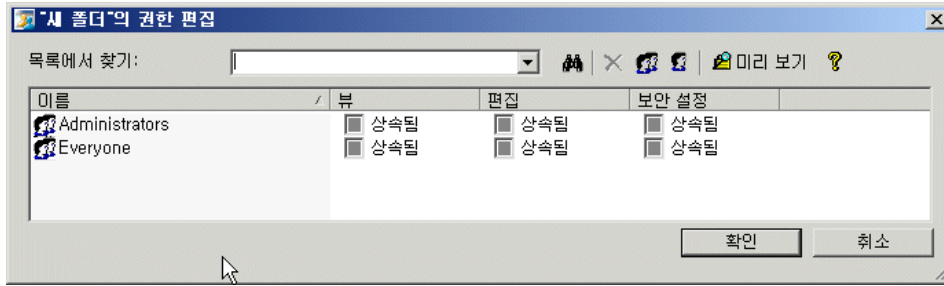 "새 폴더"의 권한 편집
목록에서 찾기: 미리 보기
이름 뷰 편집 보안 설정
Administrators 상속됨 상속됨 상속됨
Everyone 상속됨 상속됨 상속됨
확인 취소